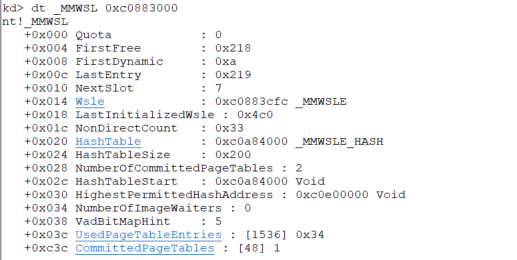 kd> dt _MMWSL 0xc0883000
nt!_MMWSL
+0x000 Quota : 0
+0x004 FirstFree : 0x218
+0x008 FirstDynamic : 0xa
+0x00c LastEntry : 0x219
+0x010 NextSlot : 7
+0x014 Wsle : 0xc0883cfc _MMWSLE
+0x018 LastInitializedWsle : 0x4c0
+0x01c NonDirectCount : 0x33
+0x020 HashTable : 0xc0a84000 _MMWSLE_HASH
+0x024 HashTableSize : 0x200
+0x028 NumberOfCommittedPageTables : 2
+0x02c HashTableStart : 0xc0a84000 Void
+0x030 HighestPermittedHashAddress : 0xc0e00000 Void
+0x034 NumberOfImageWaiters : 0
+0x038 VadBitMapHint : 5
+0x03c UsedPageTableEntries : [1536] 0x34
+0xc3c CommittedPageTables : [48] 1